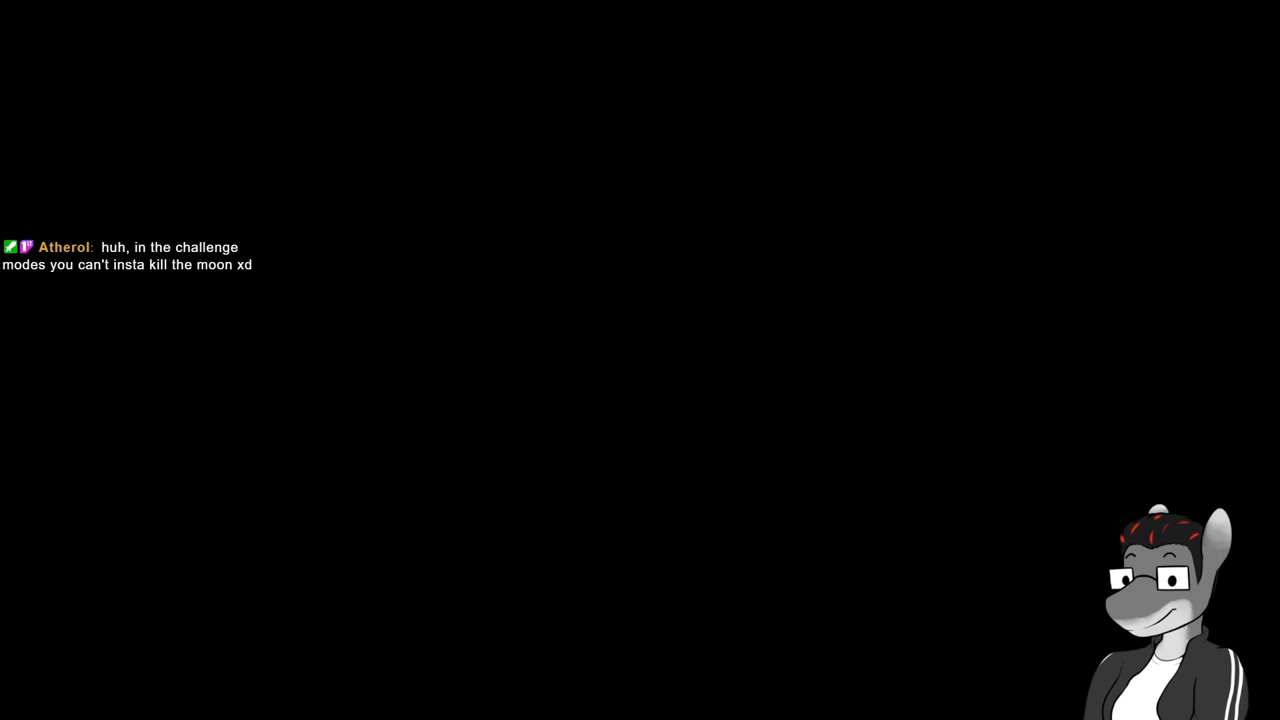 Atherol: huh, in the challenge
modes you can't insta kill the moon xd